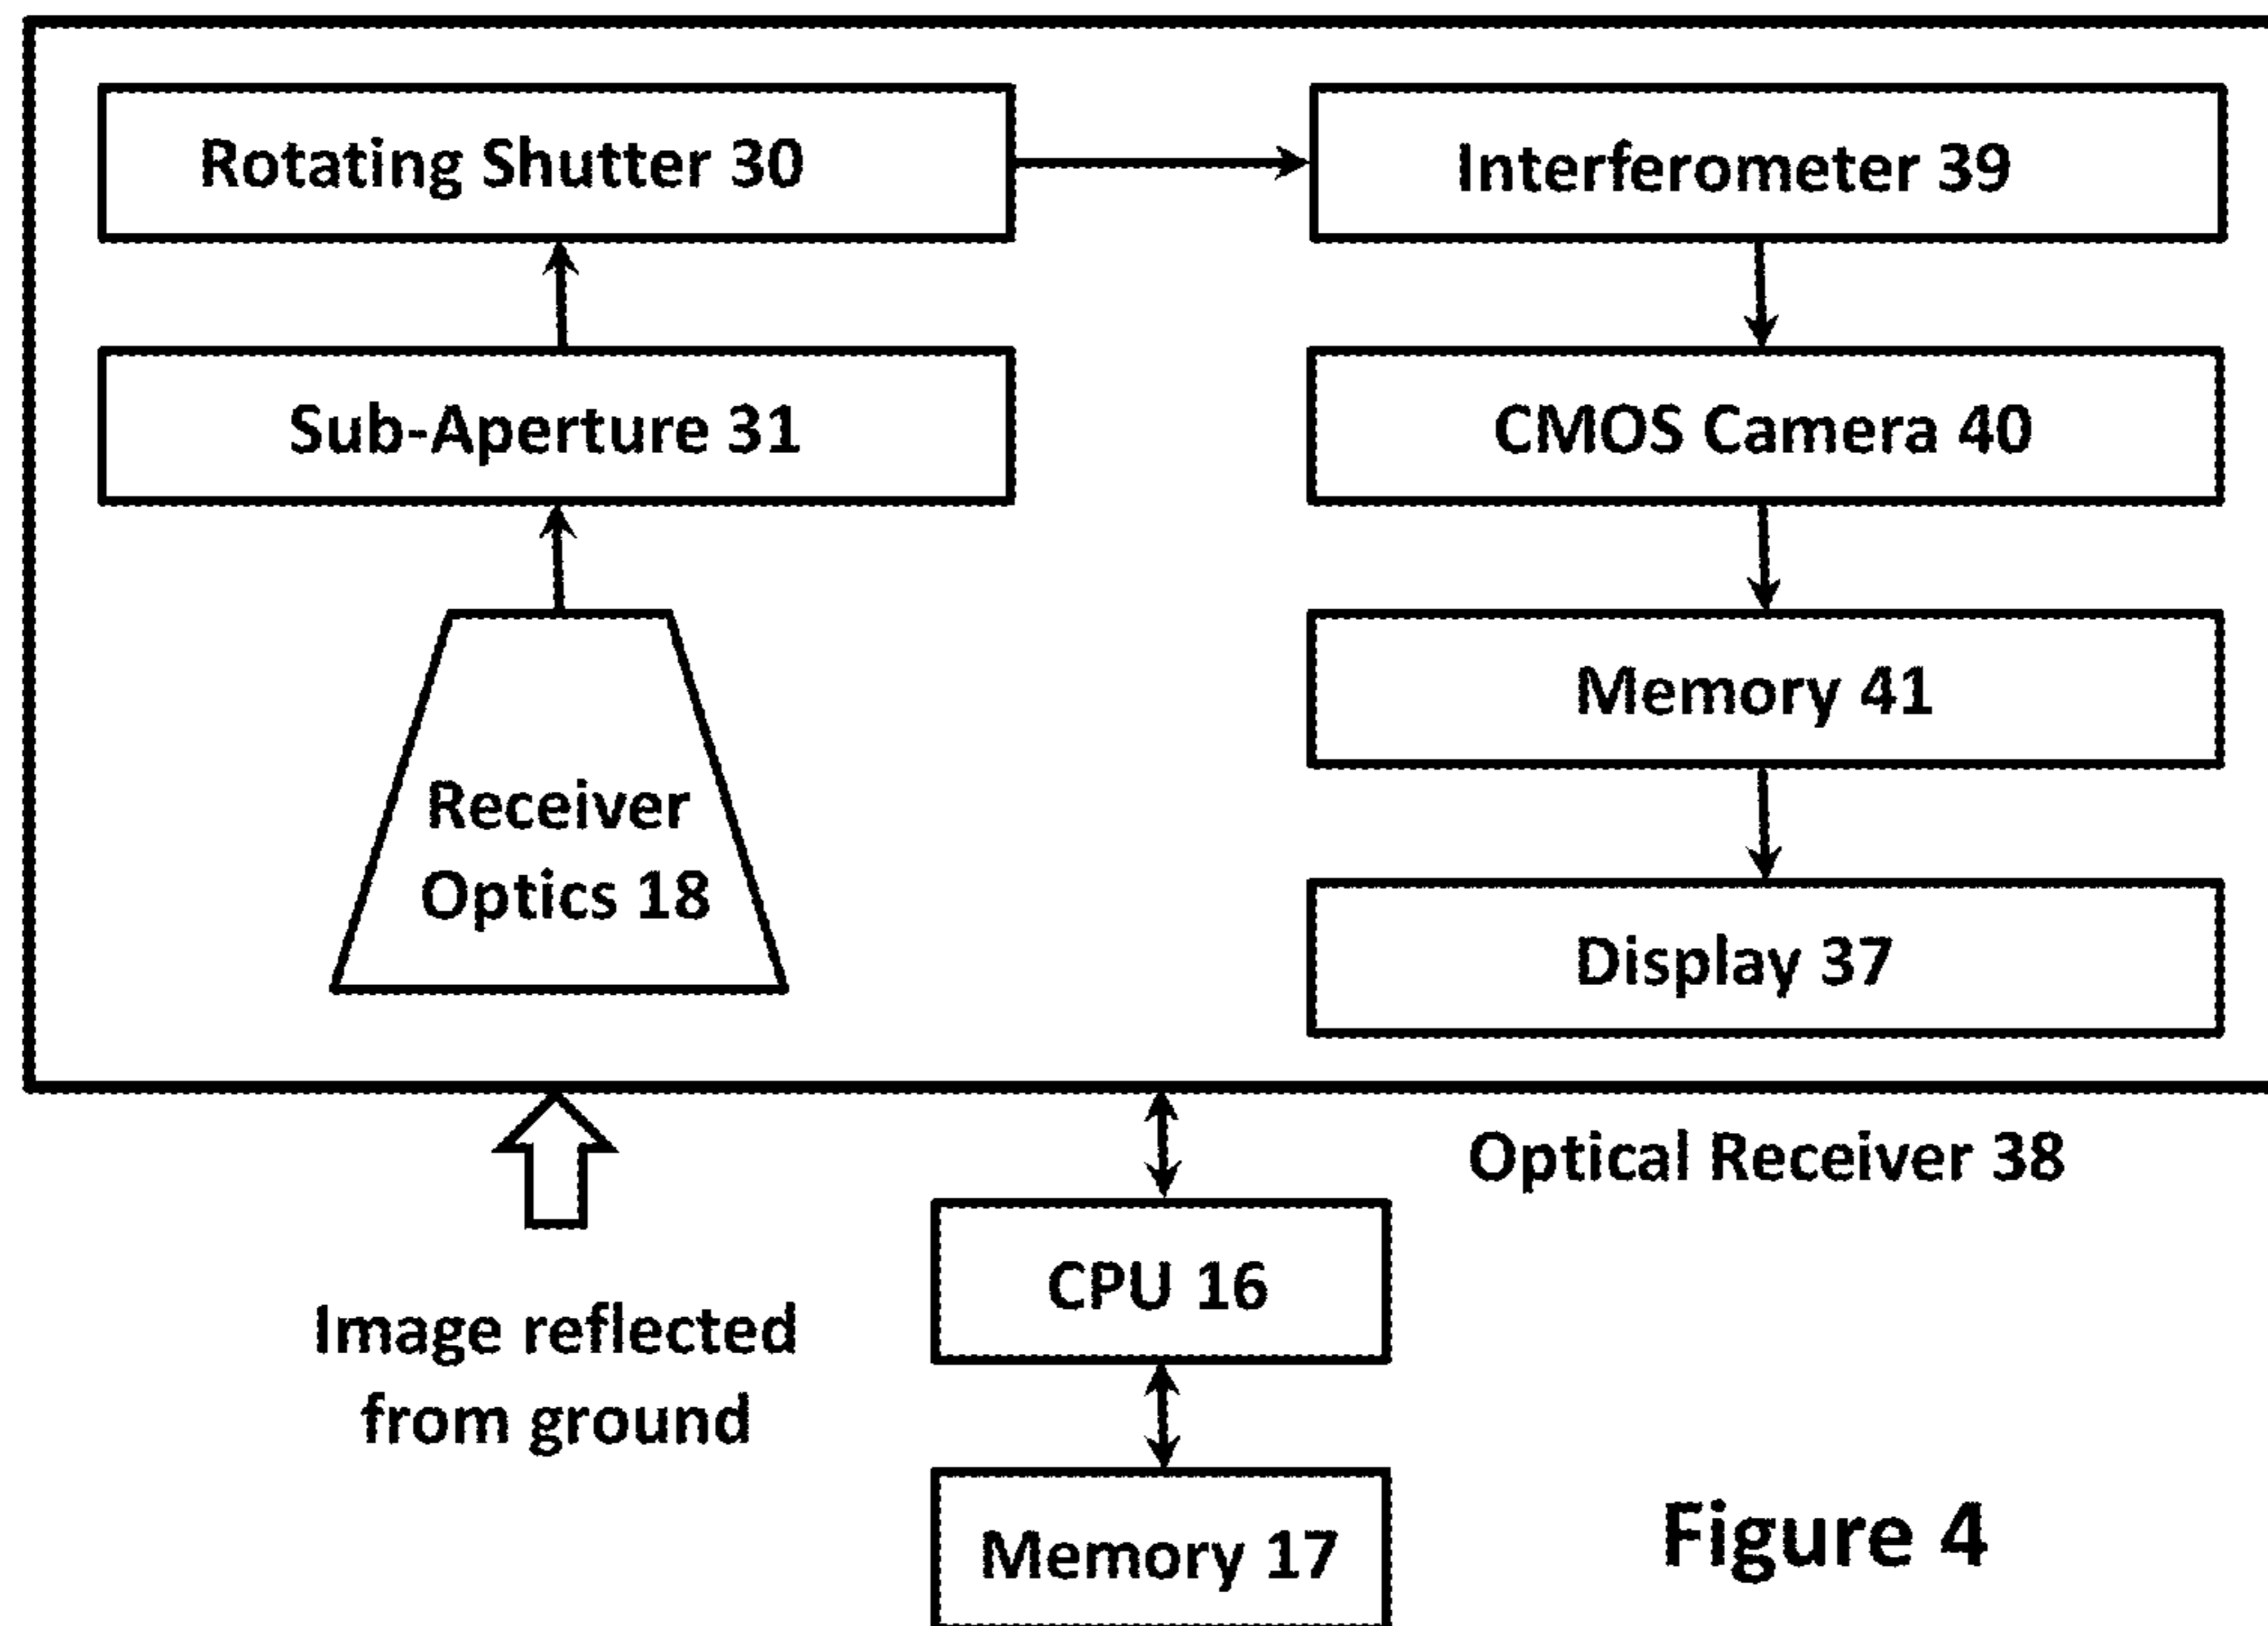 Rotating Shutter 30
Interferometer 39
Sub-Aperture 31
CMOS Camera 40
Receiver
Optics 18
Memory 41
Display 37
Optical Receiver 38
Image reflected
from ground
CPU 16
Memory 17
Figure 4